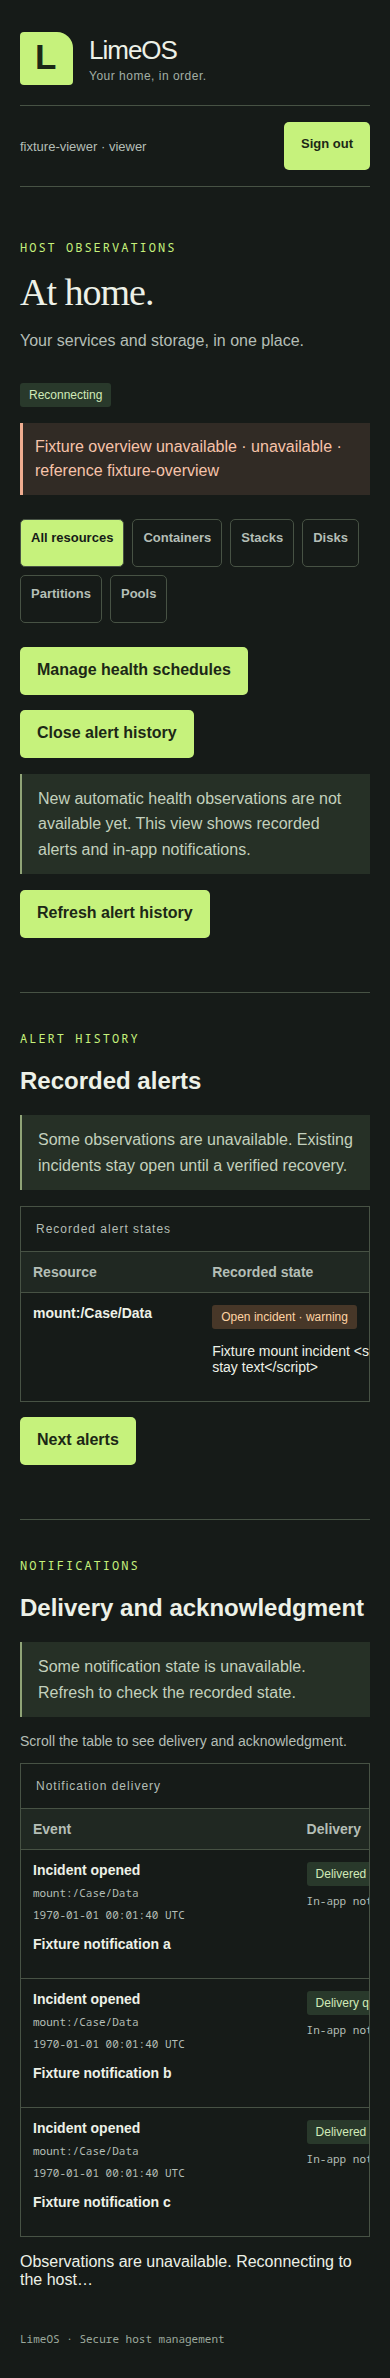 L
LimeOS
Your home, in order.
fixture-viewer · viewer
Sign out
HOST OBSERVATIONS
At home.
Your services and storage, in one place.
Reconnecting
Fixture overview unavailable · unavailable ·
reference fixture-overview
All resources
Containers
Stacks
Disks
Partitions
Pools
Manage health schedules
Close alert history
New automatic health observations are not
available yet. This view shows recorded
alerts and in-app notifications.
Refresh alert history
ALERT HISTORY
Recorded alerts
Some observations are unavailable. Existing
incidents stay open until a verified recovery.
Recorded alert states
Resource Recorded state
mount:/Case/Data Open incident · warning
Fixture mount incident <s
stay text</script>
Next alerts
NOTIFICATIONS
Delivery and acknowledgment
Some notification state is unavailable.
Refresh to check the recorded state.
Scroll the table to see delivery and acknowledgment.
Notification delivery
Event Delivery
Incident opened Delivered
mount:/Case/Data In-app not
1970-01-01 00:01:40 UTC
Fixture notification a
Incident opened Delivery q
mount:/Case/Data In-app not
1970-01-01 00:01:40 UTC
Fixture notification b
Incident opened Delivered
mount:/Case/Data In-app not
1970-01-01 00:01:40 UTC
Fixture notification c
Observations are unavailable. Reconnecting to
the host…
LimeOS · Secure host management